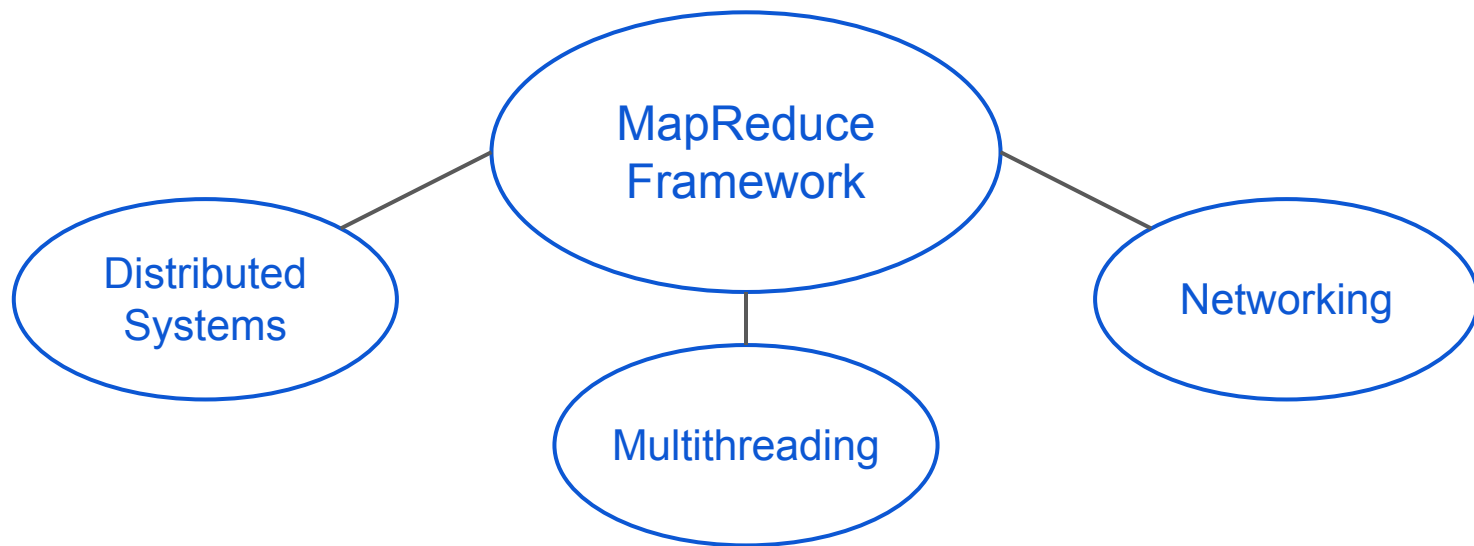 MapReduce
Framework
Distributed
Systems
Networking
Multithreading